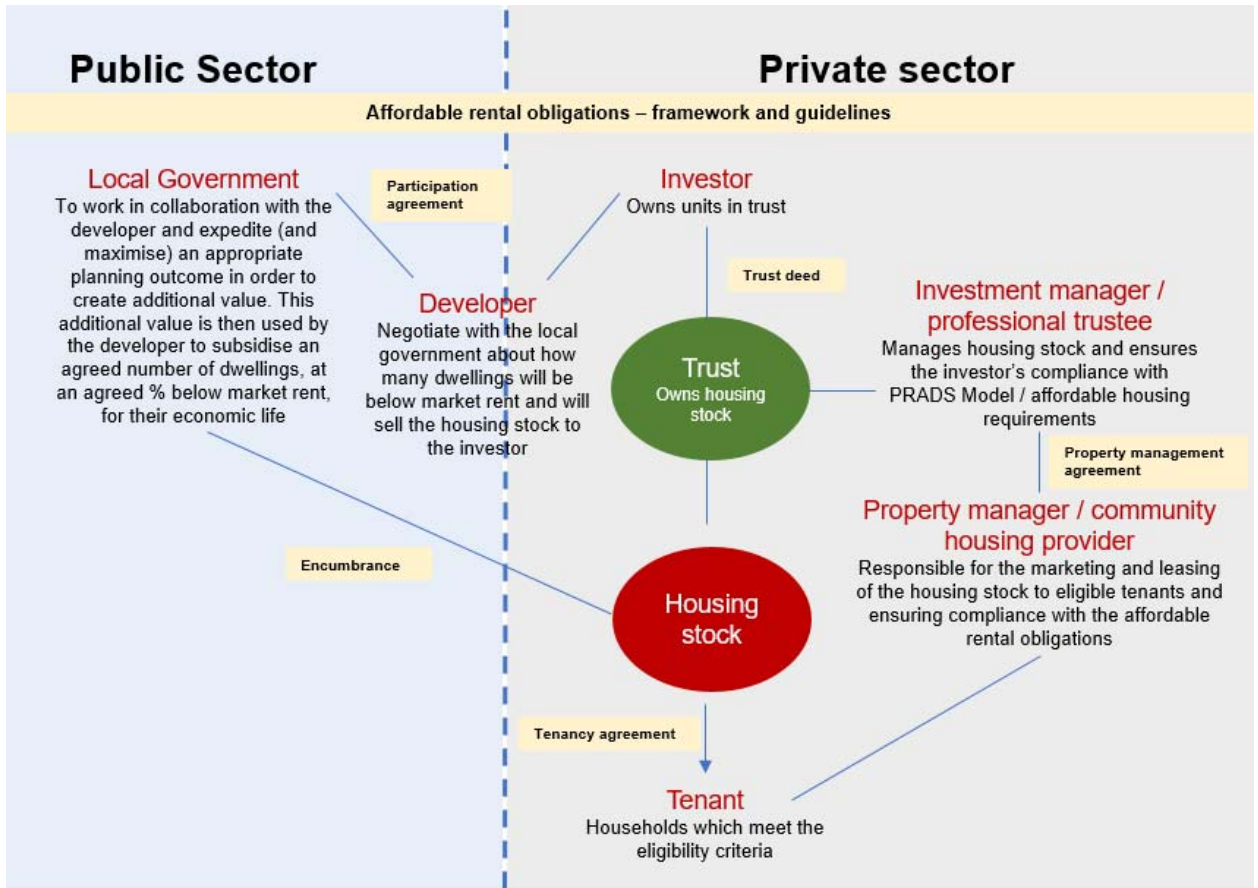 Public Sector
Private sector
Affordable rental obligations – framework and guidelines
Local Government
To work in collaboration with the
developer and expedite (and
maximise) an appropriate
planning outcome in order to
create additional value. This
additional value is then used by
the developer to subsidise an
agreed number of dwellings, at
an agreed % below market rent,
for their economic life
Participation
agreement
Investor
Owns units in trust
Trust deed
Developer
Negotiate with the local
government about how
many dwellings will be
below market rent and will
sell the housing stock to
the investor
Trust
Owns housing
stock
Investment manager /
professional trustee
Manages housing stock and ensures
the investor’s compliance with
PRADS Model / affordable housing
requirements
Property management
agreement
Property manager / community
housing provider
Responsible for the marketing and leasing
of the housing stock to eligible tenants and
ensuring compliance with the affordable
rental obligations
Encumbrance
Housing
stock
Tenancy agreement
Tenant
Households which meet the
eligibility criteria